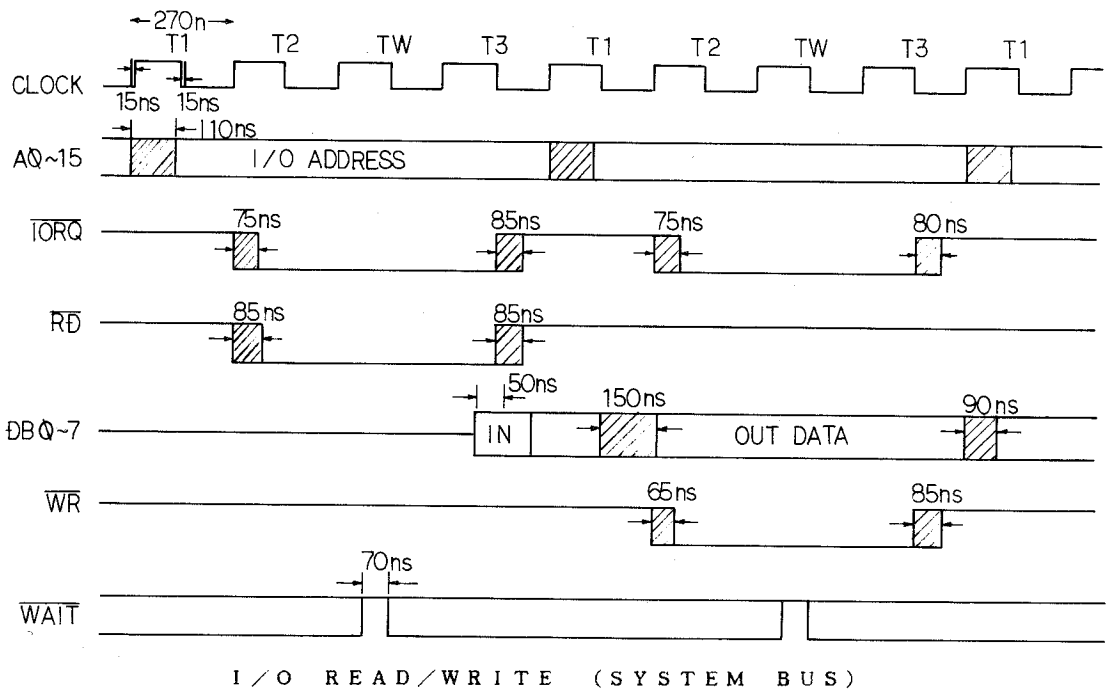 270n
T1 T2 TW T3 T1 T2 TW T3 T1
CLOCK
15ns 15ns
110ns
AØ~15 I/O ADDRESS
75ns 85ns 75ns 80ns
IORQ
85ns 85ns
RD
50ns 150ns 90ns
DBØ~7 IN OUT DATA
65ns 85ns
WR
70ns
WAIT
I/O READ/WRITE (SYSTEM BUS)